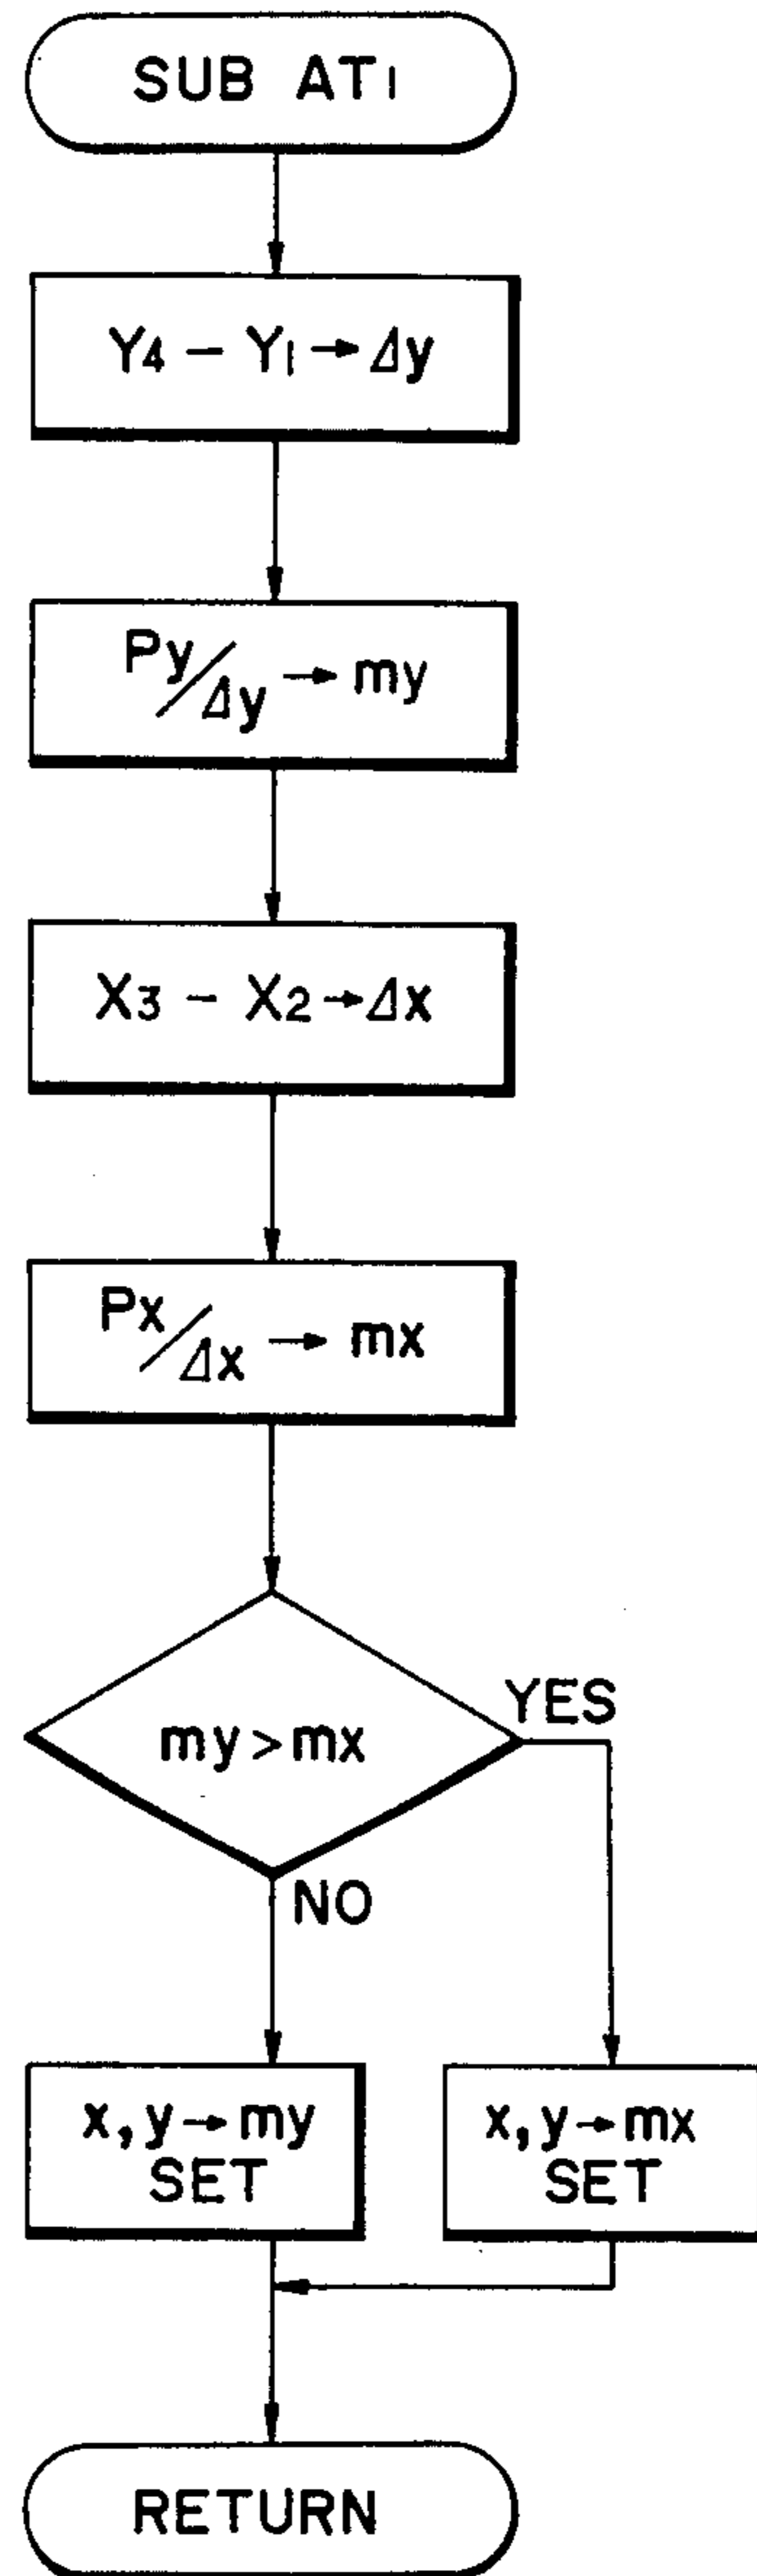 SUB AT1
Y4 - Y1 → Δy
Py/Δy → my
X3 - X2 → Δx
Px/Δx → mx
my > mx
YES
NO
x, y → my
SET
x, y → mx
SET
RETURN